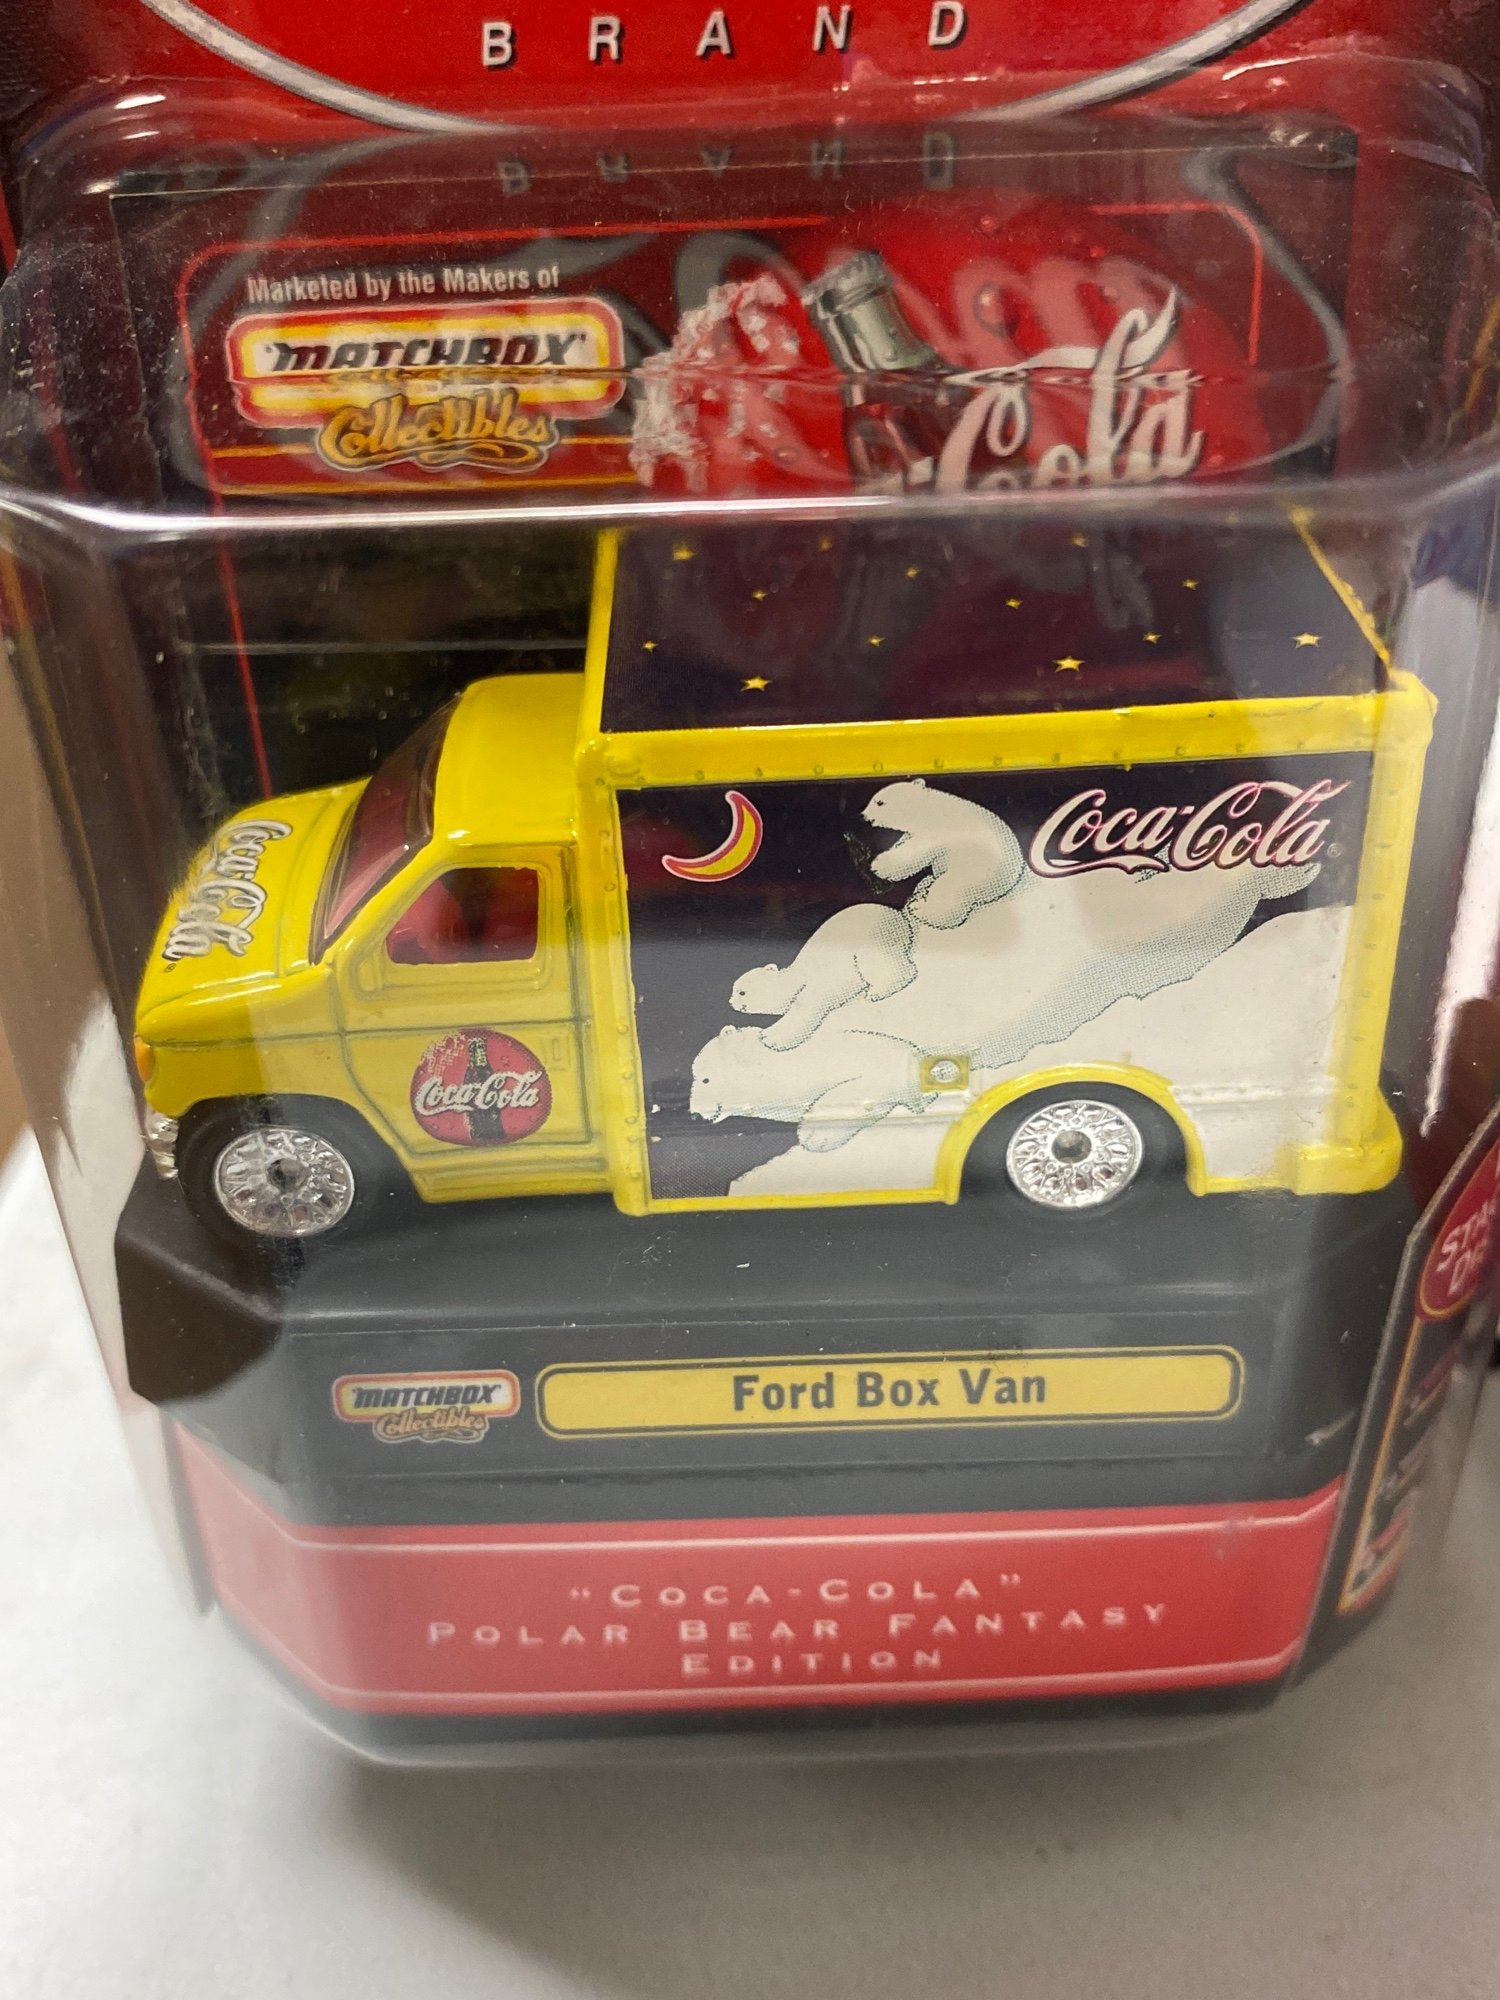 BRAND
Marketed by the Makers of
MATCHBOX
Collectibles
-Cola
Coca-Cola
Coca-Cola
Coca-Cola
MATCHBOX
Collectibles
Ford Box Van
"COCA-COLA"
POLAR BEAR FANTASY
EDITION